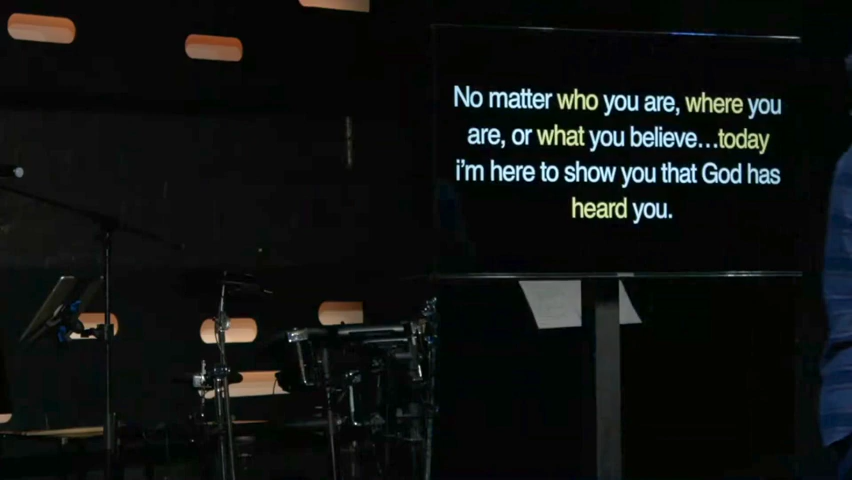 No matter who you are, where you
are, or what you believe...today
i'm here to show you that God has
heard you.